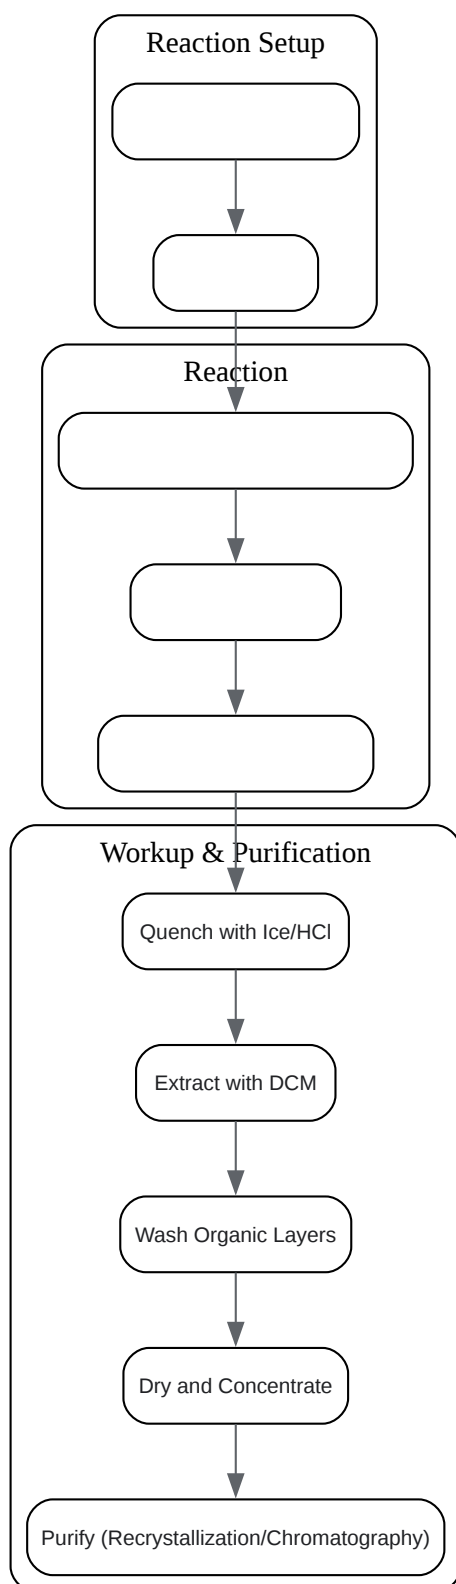 Reaction Setup
Reaction
Workup & Purification
Quench with Ice/HCl
Extract with DCM
Wash Organic Layers
Dry and Concentrate
Purify (Recrystallization/Chromatography)